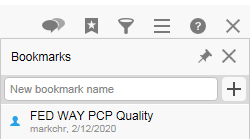 Bookmarks
New bookmark name
FED WAY PCP Quality
markchr, 2/12/2020